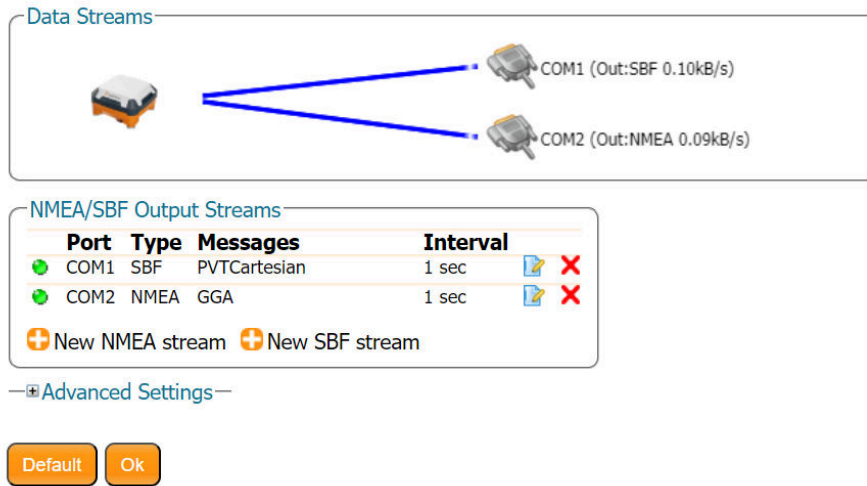 Data Streams
COM1 (Out:SBF 0.10kB/s)
COM2 (Out:NMEA 0.09kB/s)
NMEA/SBF Output Streams
Port Type Messages Interval
COM1 SBF PVTCartesian 1 sec
COM2 NMEA GGA 1 sec
New NMEA stream New SBF stream
Advanced Settings
Default Ok